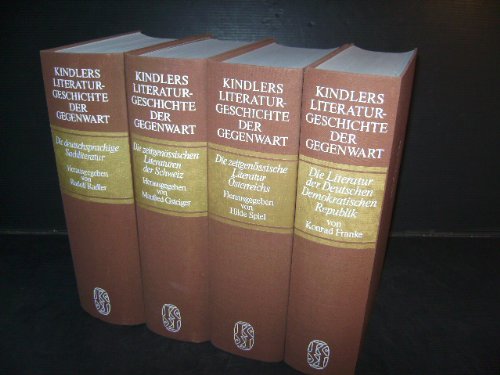 KINDLERS
LITERATUR-
GESCHICHTE
DER
GEGENWART
Die deutschsprachige
Sachliteratur
Herausgegeben
von
Rudolf Radler
KINDLERS
LITERATUR-
GESCHICHTE
DER
GEGENWART
Die zeitgenössischen
Literaturen
der Schweiz
Herausgegeben
von
Manfred Gsteiger
KINDLERS
LITERATUR-
GESCHICHTE
DER
GEGENWART
Die zeitgenössische
Literatur
Österreichs
Herausgegeben
von
Hilde Spiel
KINDLERS
LITERATUR-
GESCHICHTE
DER
GEGENWART
Die Literatur
der Deutschen
Demokratischen
Republik
von
Konrad Franke